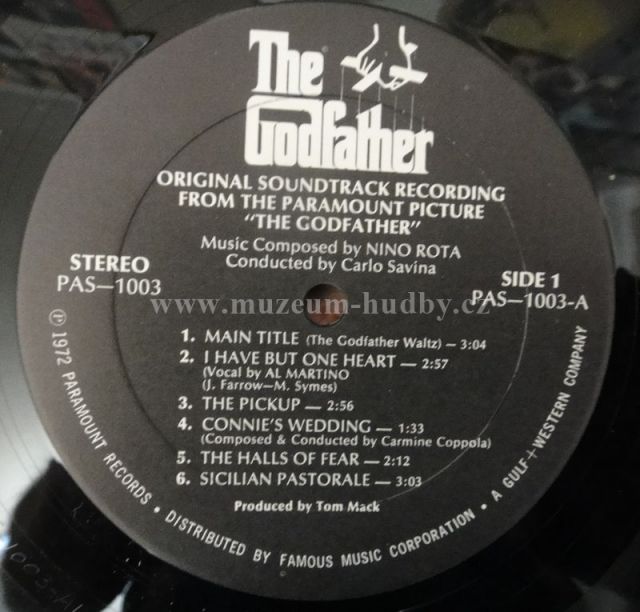 The
Godfather
ORIGINAL SOUNDTRACK RECORDING
FROM THE PARAMOUNT PICTURE
"THE GODFATHER"
Music Composed by NINO ROTA
Conducted by Carlo Savina
STEREO
PAS—1003
SIDE 1
PAS—1003-A
www.muzeum-hudby.cz
1. MAIN TITLE (The Godfather Waltz) — 3:04
2. I HAVE BUT ONE HEART — 2:57
(Vocal by AL MARTINO
(J. Farrow—M. Symes)
3. THE PICKUP — 2:56
4. CONNIE'S WEDDING — 1:33
(Composed & Conducted by Carmine Coppola)
5. THE HALLS OF FEAR — 2:12
6. SICILIAN PASTORALE — 3:03
Produced by Tom Mack
℗ 1972 PARAMOUNT RECORDS • DISTRIBUTED BY FAMOUS MUSIC CORPORATION • A GULF+WESTERN COMPANY